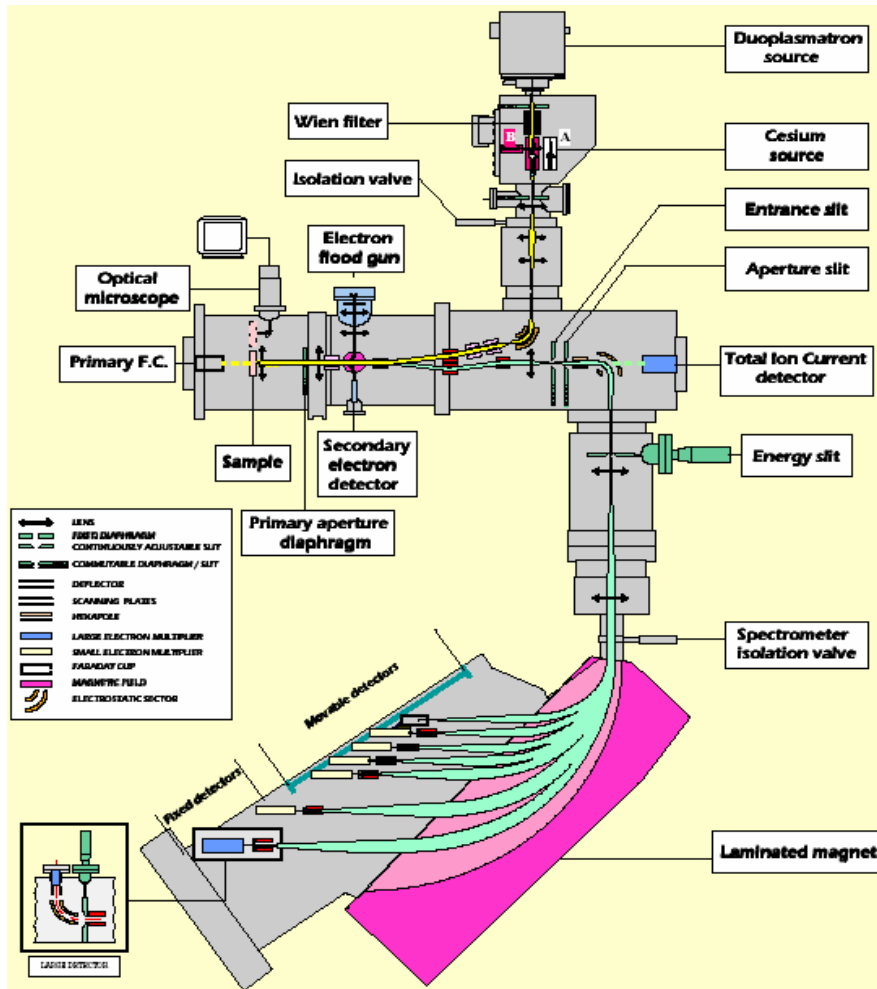 Duoplasmatron
source
Wien filter
B
A
Cesium
source
Isolation valve
Entrance slit
Electron
flood gun
Aperture slit
Optical
microscope
Primary F.C.
Total Ion Current
detector
Sample
Secondary
electron
detector
Energy slit
Primary aperture
diaphragm
LENS
DIAPHRAGM
CONTINUOUSLY ADJUSTABLE SLIT
COMMUTABLE DIAPHRAGM / SLIT
DEFLECTOR
SCANNING PLATES
HEXAPOLE
LARGE ELECTRON MULTIPLIER
SMALL ELECTRON MULTIPLIER
FARADAY CUP
MAGNETIC FIELD
ELECTROSTATIC SECTOR
Spectrometer
isolation valve
Movable detectors
Fixed detectors
Laminated magnet
LARGE DETECTOR